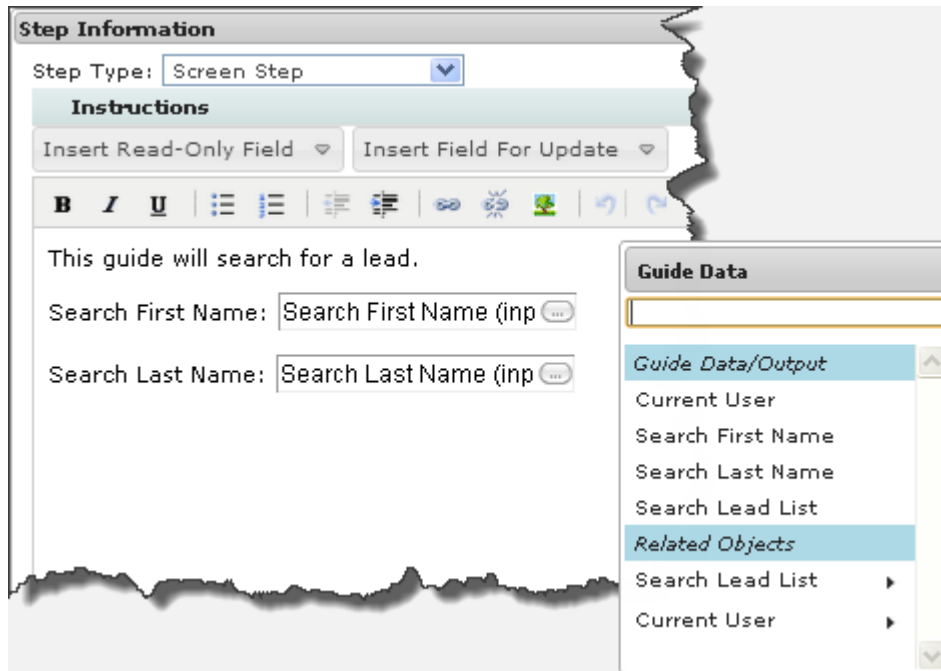 Step Information
Step Type: Screen Step
Instructions
Insert Read-Only Field Insert Field For Update
B I U
This guide will search for a lead.
Search First Name: Search First Name (inp ...
Search Last Name: Search Last Name (inp ...
Guide Data
Guide Data/Output
Current User
Search First Name
Search Last Name
Search Lead List
Related Objects
Search Lead List
Current User